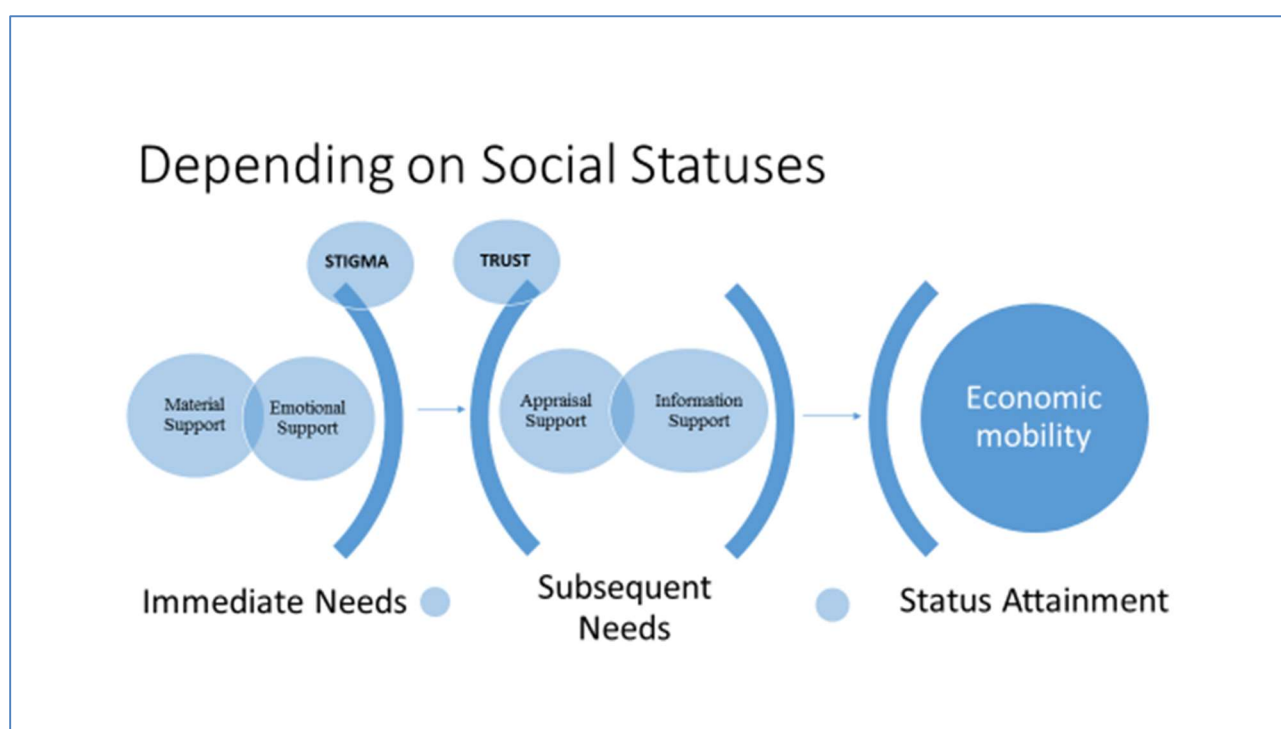 Depending on Social Statuses
STIGMA
TRUST
Material
Support
Emotional
Support
Appraisal
Support
Information
Support
Economic
mobility
Immediate Needs
Subsequent
Needs
Status Attainment